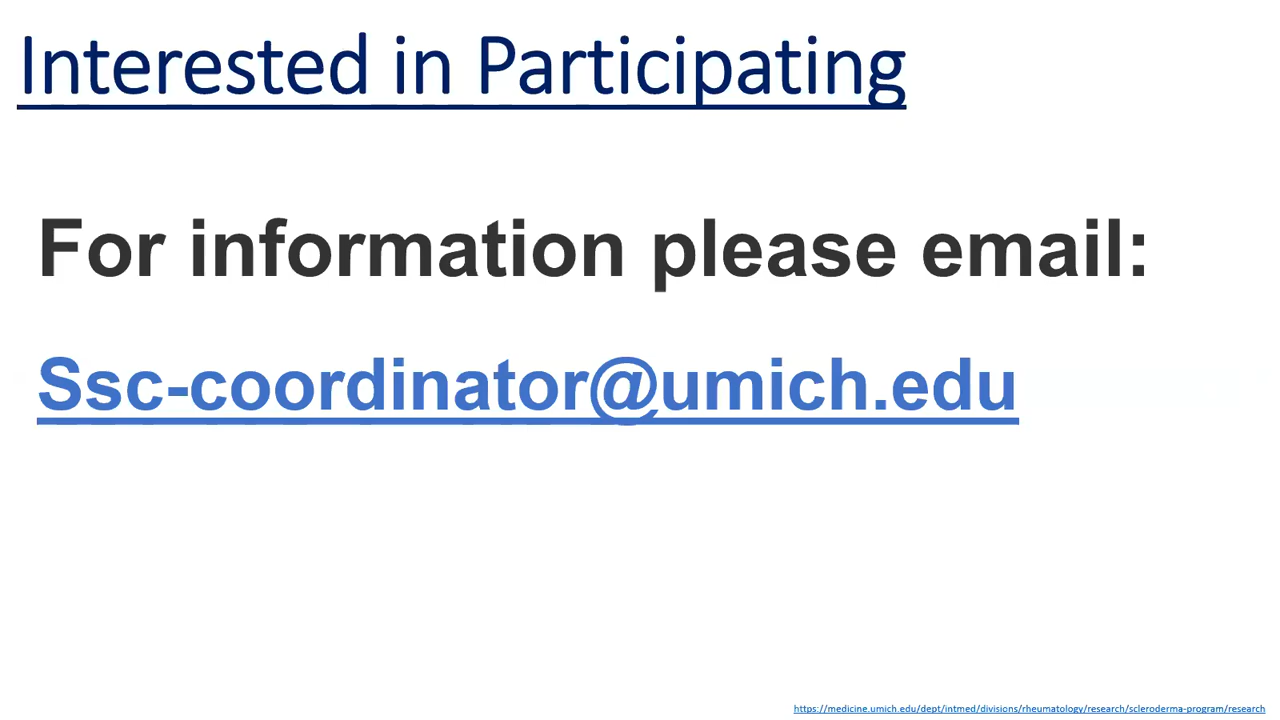 Interested in Participating
For information please email:
Ssc-coordinator@umich.edu
https://medicine.umich.edu/dept/intmed/divisions/rheumatology/research/scleroderma-program/research